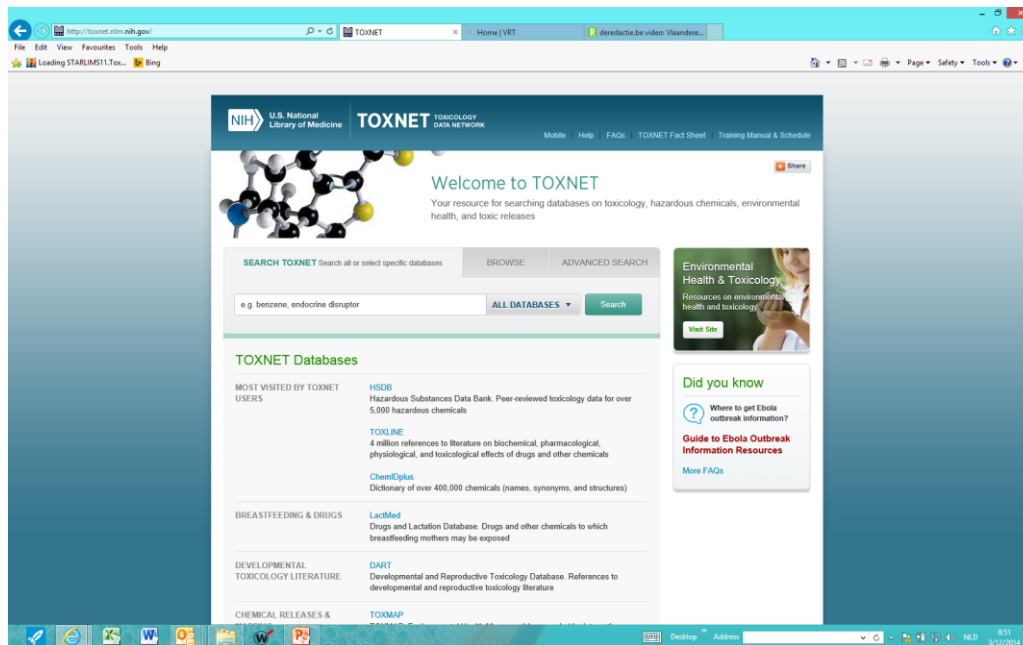 http://toxnet.nlm.nih.gov/
TOXNET
Home | VRT
deredactie.be video: Vlaandere...
File Edit View Favourites Tools Help
Loading STARLIMS11.Tox... Bing
Page Safety Tools
NIH U.S. National Library of Medicine
TOXNET TOXICOLOGY DATA NETWORK
Mobile Help FAQs TOXNET Fact Sheet Training Manual & Schedule
Share
Welcome to TOXNET
Your resource for searching databases on toxicology, hazardous chemicals, environmental
health, and toxic releases
SEARCH TOXNET Search all or select specific databases
BROWSE
ADVANCED SEARCH
e.g. benzene, endocrine disruptor
ALL DATABASES
Search
Environmental
Health & Toxicology
Resources on environmental
health and toxicology
Visit Site
TOXNET Databases
MOST VISITED BY TOXNET
USERS
HSDB
Hazardous Substances Data Bank. Peer-reviewed toxicology data for over
5,000 hazardous chemicals
TOXLINE
4 million references to literature on biochemical, pharmacological,
physiological, and toxicological effects of drugs and other chemicals
ChemIDplus
Dictionary of over 400,000 chemicals (names, synonyms, and structures)
BREASTFEEDING & DRUGS
LactMed
Drugs and Lactation Database. Drugs and other chemicals to which
breastfeeding mothers may be exposed
DEVELOPMENTAL
TOXICOLOGY LITERATURE
DART
Developmental and Reproductive Toxicology Database. References to
developmental and reproductive toxicology literature
CHEMICAL RELEASES &
TOXMAP
Did you know
Where to get Ebola
outbreak information?
Guide to Ebola Outbreak
Information Resources
More FAQs
Desktop Address
NLD
8:51
3/12/2014